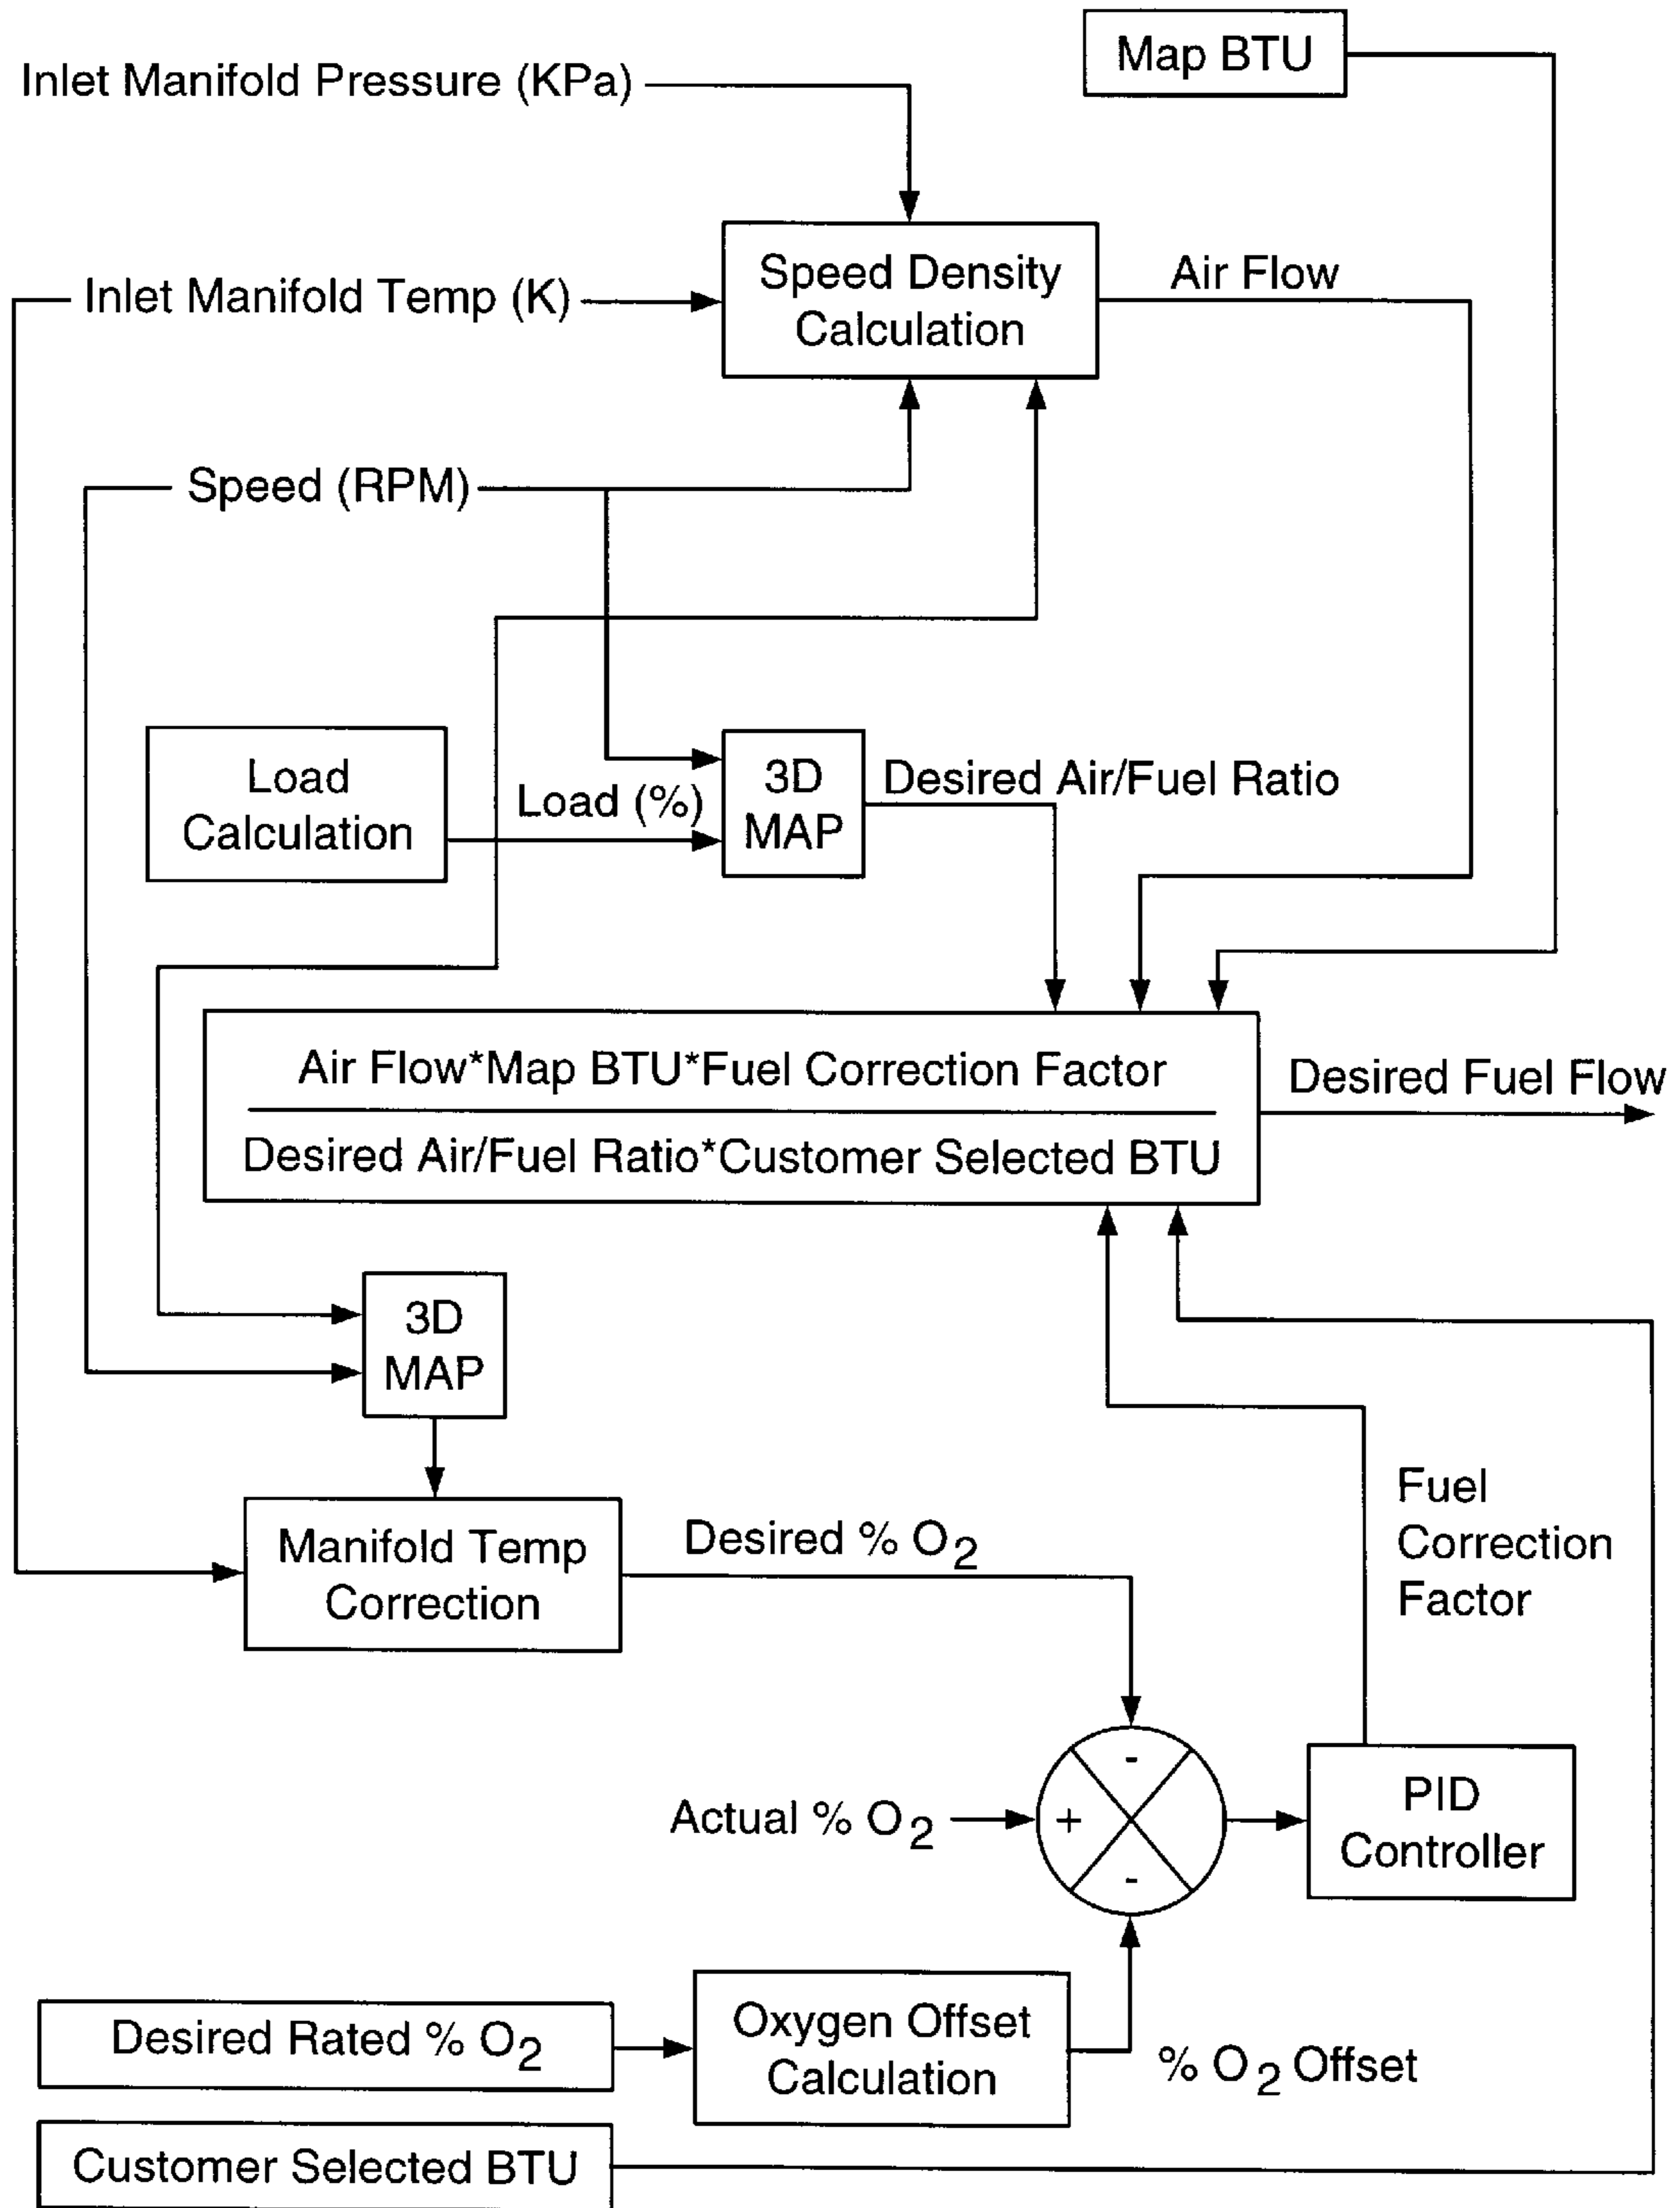 Map BTU
Inlet Manifold Pressure (KPa)
Speed Density
Calculation
Air Flow
Inlet Manifold Temp (K)
Speed (RPM)
Load
Calculation
Load (%)
3D
MAP
Desired Air/Fuel Ratio
Air Flow*Map BTU*Fuel Correction Factor
Desired Air/Fuel Ratio*Customer Selected BTU
Desired Fuel Flow
3D
MAP
Manifold Temp
Correction
Desired % O2
Fuel
Correction
Factor
-
Actual % O2
+
-
PID
Controller
Desired Rated % O2
Oxygen Offset
Calculation
% O2 Offset
Customer Selected BTU